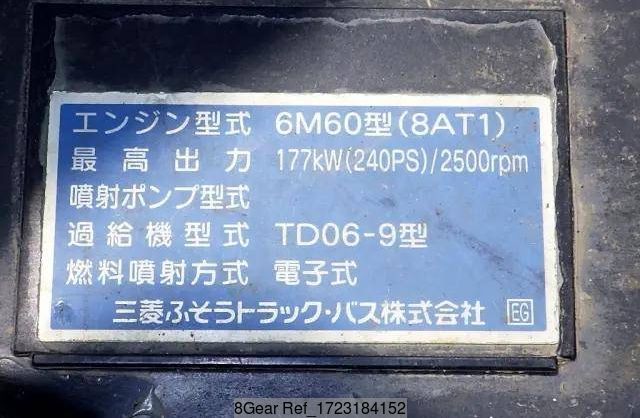 エンジン型式 6M60型(8AT1)
最高出力 177kW(240PS)/2500rpm
噴射ポンプ型式
過給機型式 TD06-9型
燃料噴射方式 電子式
三菱ふそうトラック・バス株式会社 EG
8Gear Ref_1723184152